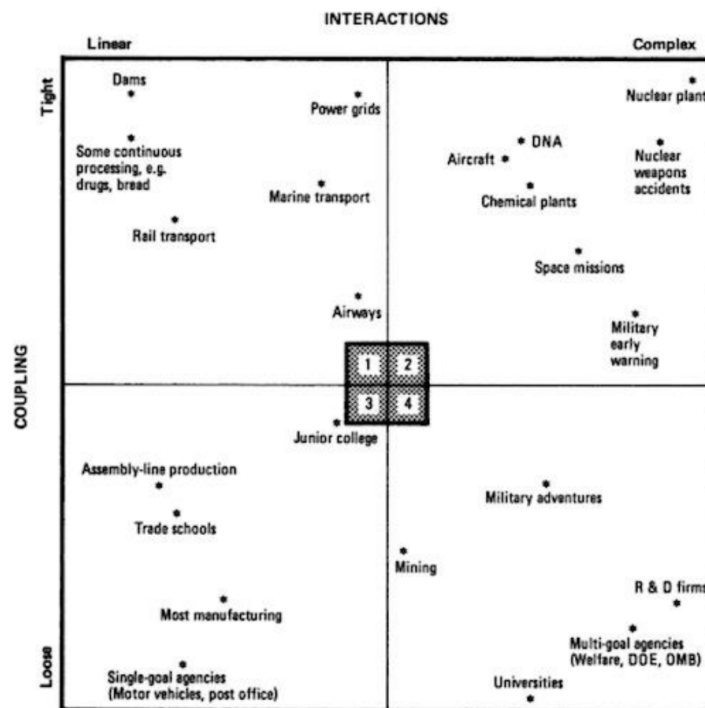 INTERACTIONS
Linear
Complex
Tight
COUPLING
Loose
Dams
Power grids
Nuclear plant
Some continuous
processing, e.g.
drugs, bread
DNA
Aircraft
Nuclear
weapons
accidents
Marine transport
Chemical plants
Rail transport
Space missions
Airways
Military
early
warning
1
2
3
4
Junior college
Assembly-line production
Military adventures
Trade schools
Mining
Most manufacturing
R & D firms
Multi-goal agencies
(Welfare, DOE, OMB)
Single-goal agencies
(Motor vehicles, post office)
Universities